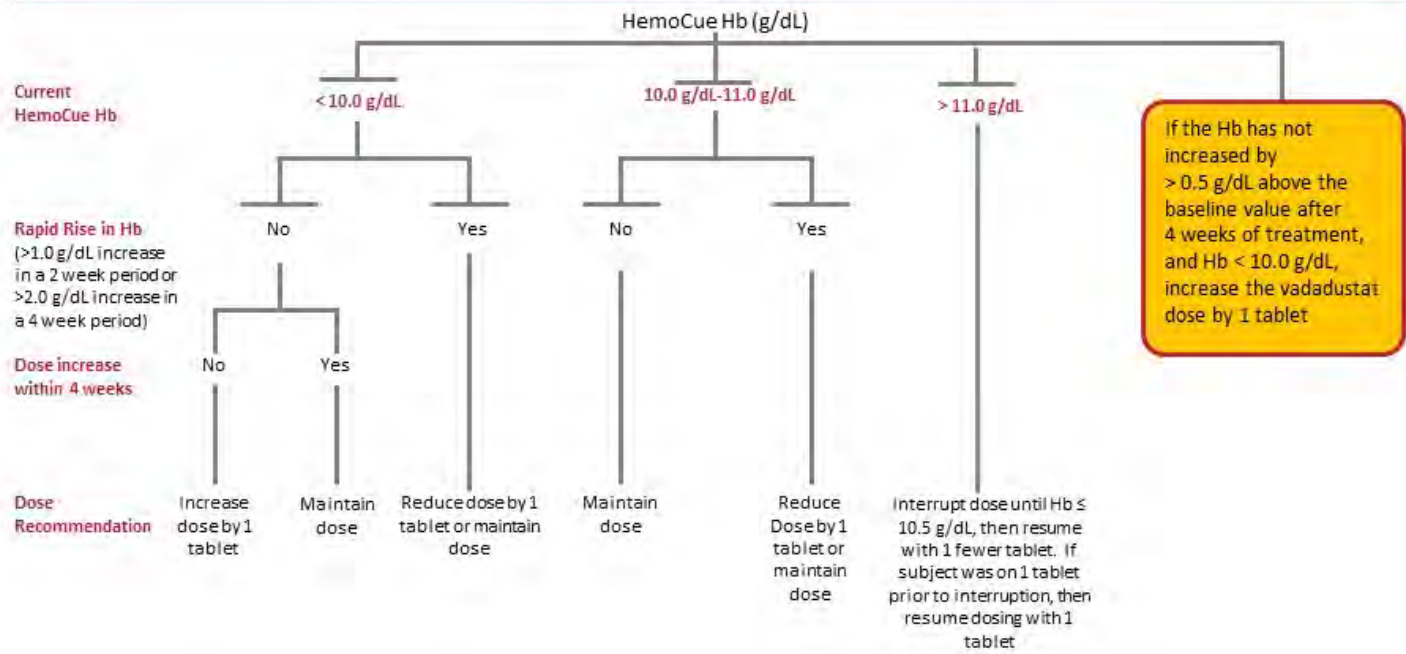 HemoCue Hb (g/dL)
Current
HemoCue Hb
< 10.0 g/dL
10.0 g/dL-11.0 g/dL
> 11.0 g/dL
If the Hb has not
increased by
> 0.5 g/dL above the
baseline value after
4 weeks of treatment,
and Hb < 10.0 g/dL,
increase the vadadustat
dose by 1 tablet
Rapid Rise in Hb
(>1.0 g/dL increase
in a 2 week period or
>2.0 g/dL increase in
a 4 week period)
No
Yes
No
Yes
Dose increase
within 4 weeks
No
Yes
Dose
Recommendation
Increase
dose by 1
tablet
Maintain
dose
Reduce dose by 1
tablet or maintain
dose
Maintain
dose
Reduce
Dose by 1
tablet or
maintain
dose
Interrupt dose until Hb ≤
10.5 g/dL, then resume
with 1 fewer tablet. If
subject was on 1 tablet
prior to interruption, then
resume dosing with 1
tablet